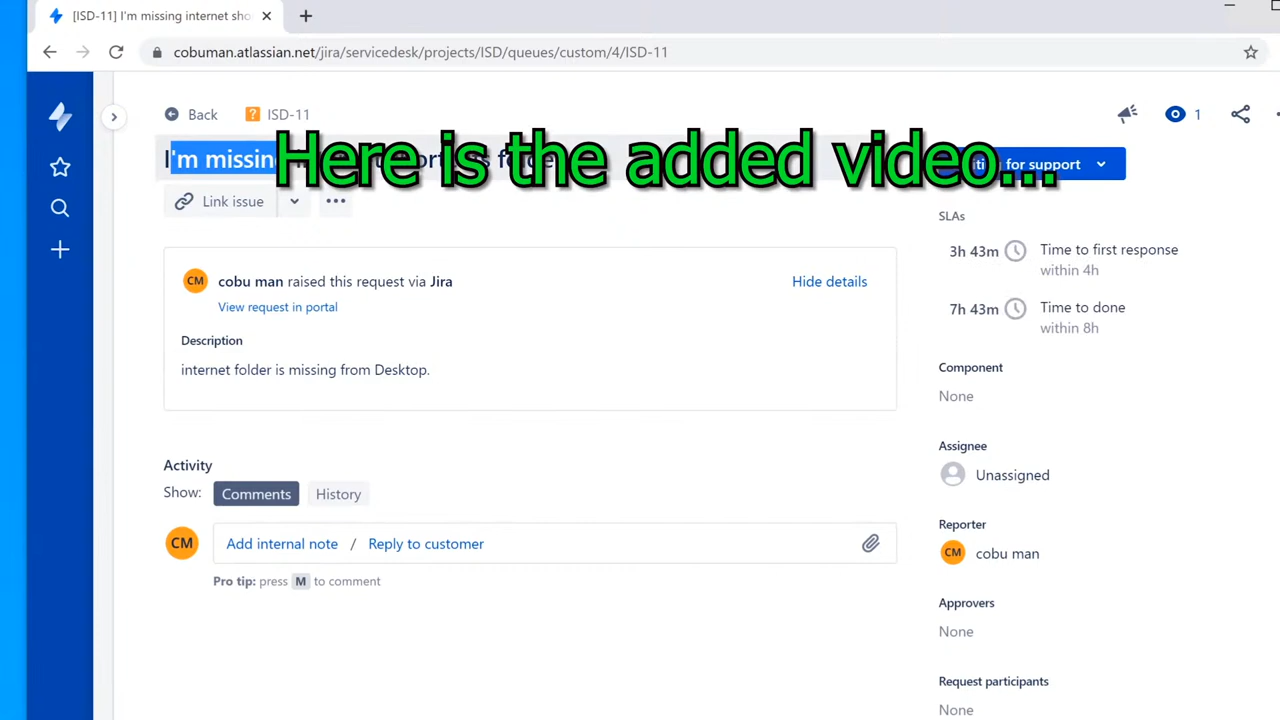 [ISD-11] I'm missing internet sho
cobuman.atlassian.net/jira/servicedesk/projects/ISD/queues/custom/4/ISD-11
Back
ISD-11
1
I'm missing
Here is the added video...
for support
Link issue
SLAs
3h 43m
Time to first response
within 4h
cobu man raised this request via Jira
Hide details
View request in portal
7h 43m
Time to done
within 8h
Description
internet folder is missing from Desktop.
Component
None
Assignee
Unassigned
Activity
Show:
Comments
History
CM
Add internal note / Reply to customer
Pro tip: press M to comment
Reporter
CM
cobu man
Approvers
None
Request participants
None
CM